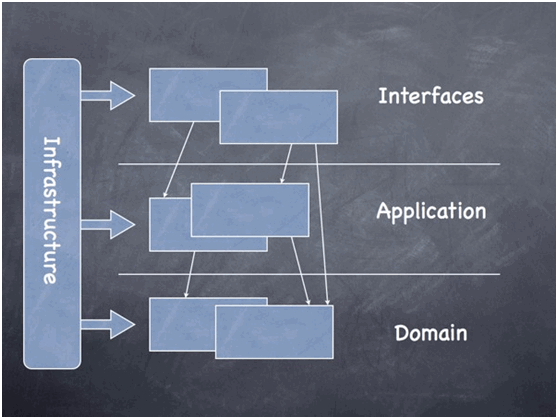 Infrastructure
Interfaces
Application
Domain